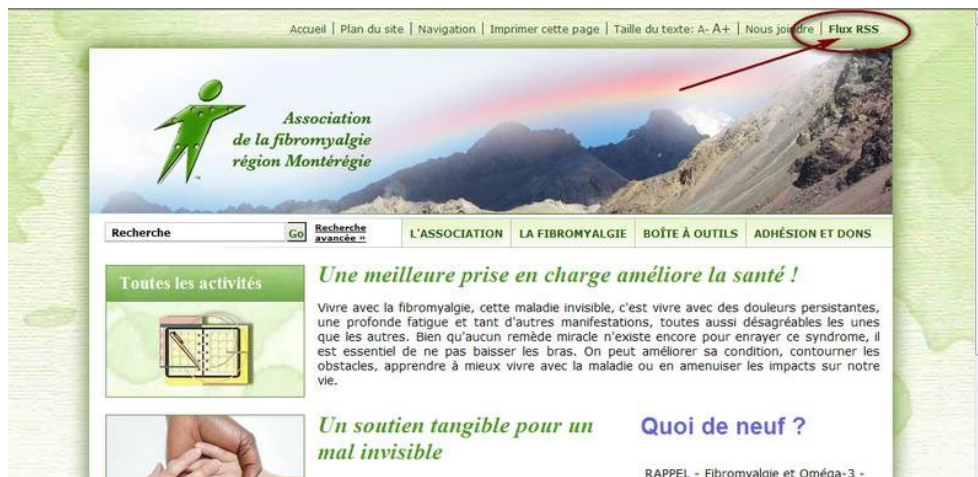 Accueil | Plan du site | Navigation | Imprimer cette page | Taille du texte: A- A+ | Nous joindre | Flux RSS
Association
de la fibromyalgie
région Montérégie
Recherche
Go
Recherche
avancée »
L'ASSOCIATION
LA FIBROMYALGIE
BOÎTE À OUTILS
ADHÉSION ET DONS
Toutes les activités
Une meilleure prise en charge améliore la santé !
Vivre avec la fibromyalgie, cette maladie invisible, c'est vivre avec des douleurs persistantes,
une profonde fatigue et tant d'autres manifestations, toutes aussi désagréables les unes
que les autres. Bien qu'aucun remède miracle n'existe encore pour enrayer ce syndrome, il
est essentiel de ne pas baisser les bras. On peut améliorer sa condition, contourner les
obstacles, apprendre à mieux vivre avec la maladie ou en amenuiser les impacts sur notre
vie.
Un soutien tangible pour un
mal invisible
Quoi de neuf ?
RAPPEL - Fibromyalgie et Oméga-3 -